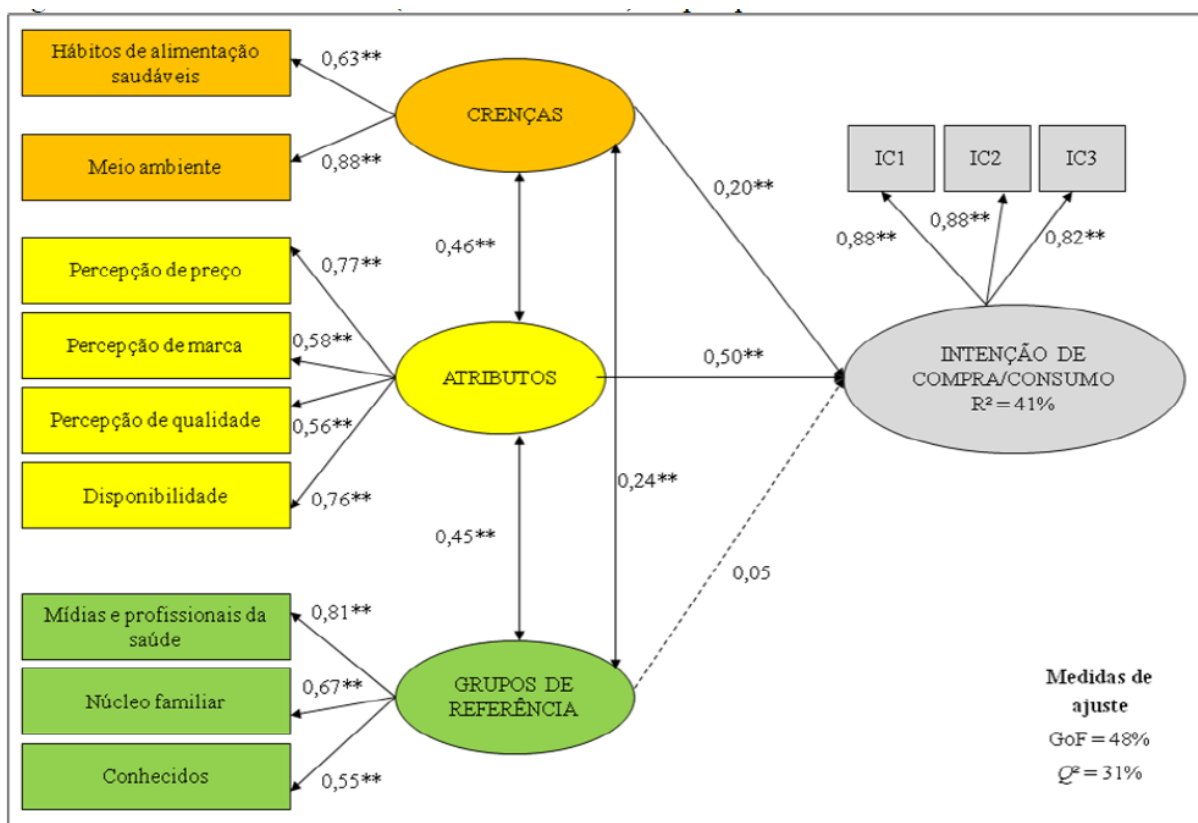 Hábitos de alimentação
saudáveis
0,63**
CRENÇAS
Meio ambiente
0,88**
IC1
IC2
IC3
0,20**
0,88**
0,88**
0,82**
0,46**
Percepção de preço
0,77**
Percepção de marca
0,58**
ATRIBUTOS
0,50**
INTENÇÃO DE
COMPRA/CONSUMO
R² = 41%
Percepção de qualidade
0,56**
Disponibilidade
0,76**
0,24**
0,45**
0,05
Mídias e profissionais da
saúde
0,81**
Núcleo familiar
0,67**
GRUPOS DE
REFERÊNCIA
Conhecidos
0,55**
Medidas de
ajuste
GoF = 48%
Q² = 31%